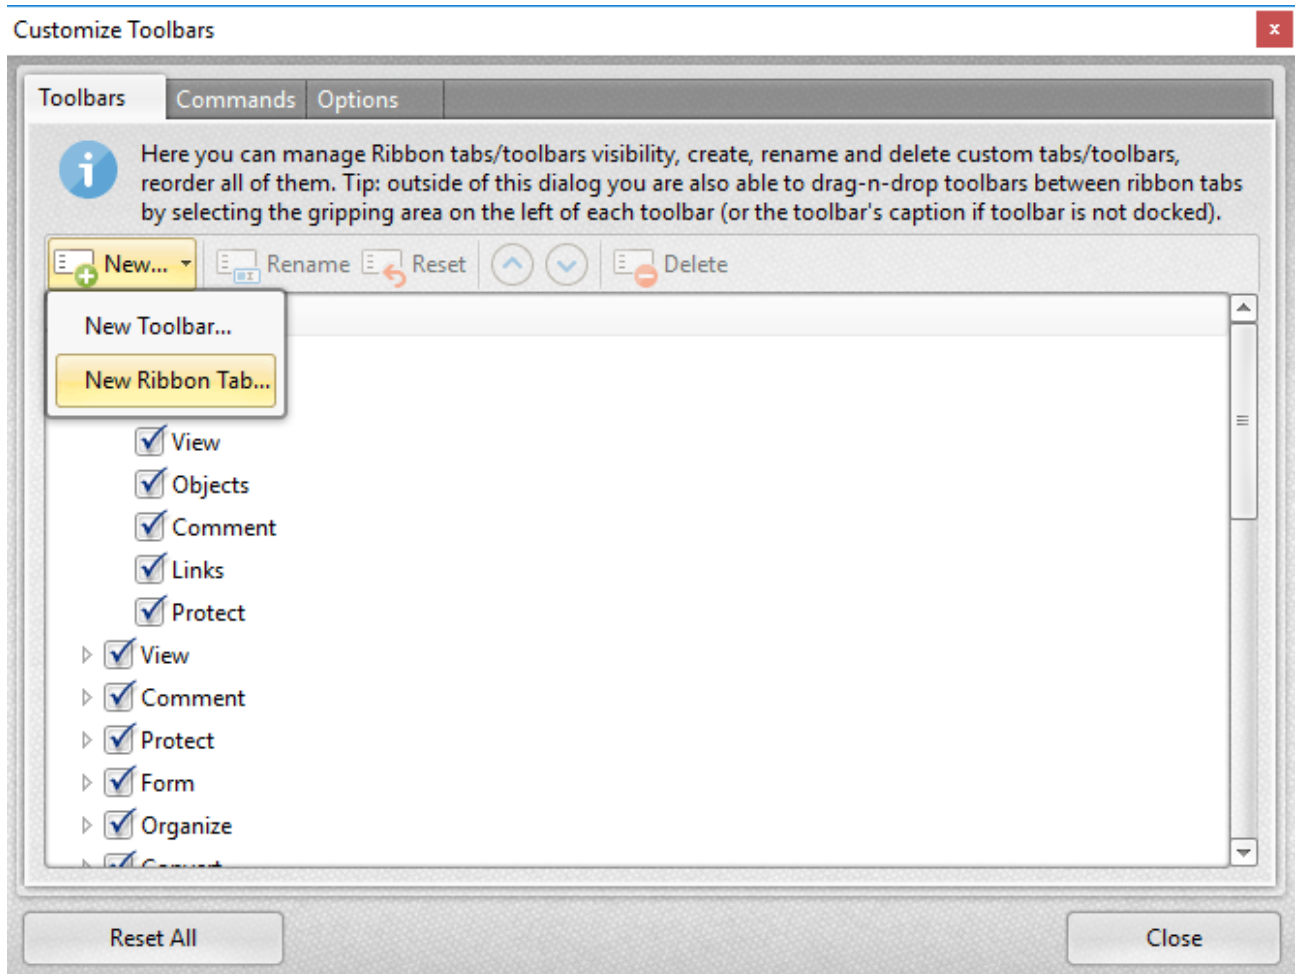 Customize Toolbars
x
Toolbars Commands Options
Here you can manage Ribbon tabs/toolbars visibility, create, rename and delete custom tabs/toolbars,
reorder all of them. Tip: outside of this dialog you are also able to drag-n-drop toolbars between ribbon tabs
by selecting the gripping area on the left of each toolbar (or the toolbar's caption if toolbar is not docked).
New... Rename Reset Delete
New Toolbar...
New Ribbon Tab...
View
Objects
Comment
Links
Protect
View
Comment
Protect
Form
Organize
Convert
Reset All Close